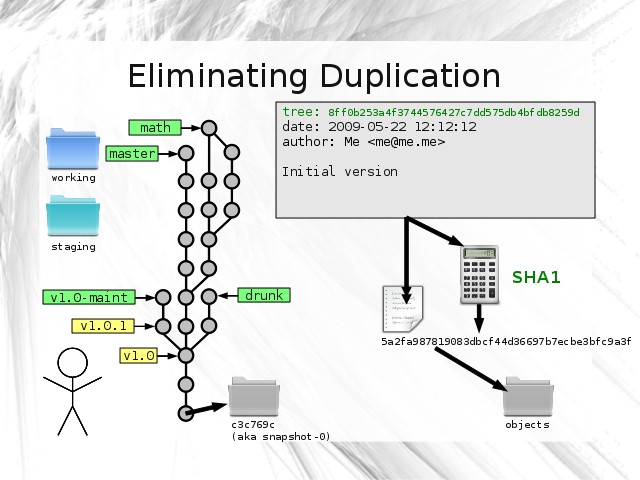 Eliminating Duplication
tree: 8ff0b253a4f3744576427c7dd575db4bfdb8259d
date: 2009-05-22 12:12:12
author: Me <me@me.me>
Initial version
math
master
working
staging
v1.0-maint
drunk
v1.0.1
v1.0
SHA1
5a2fa987819083dbcf44d36697b7ecbe3bfc9a3f
c3c769c
(aka snapshot-0)
objects